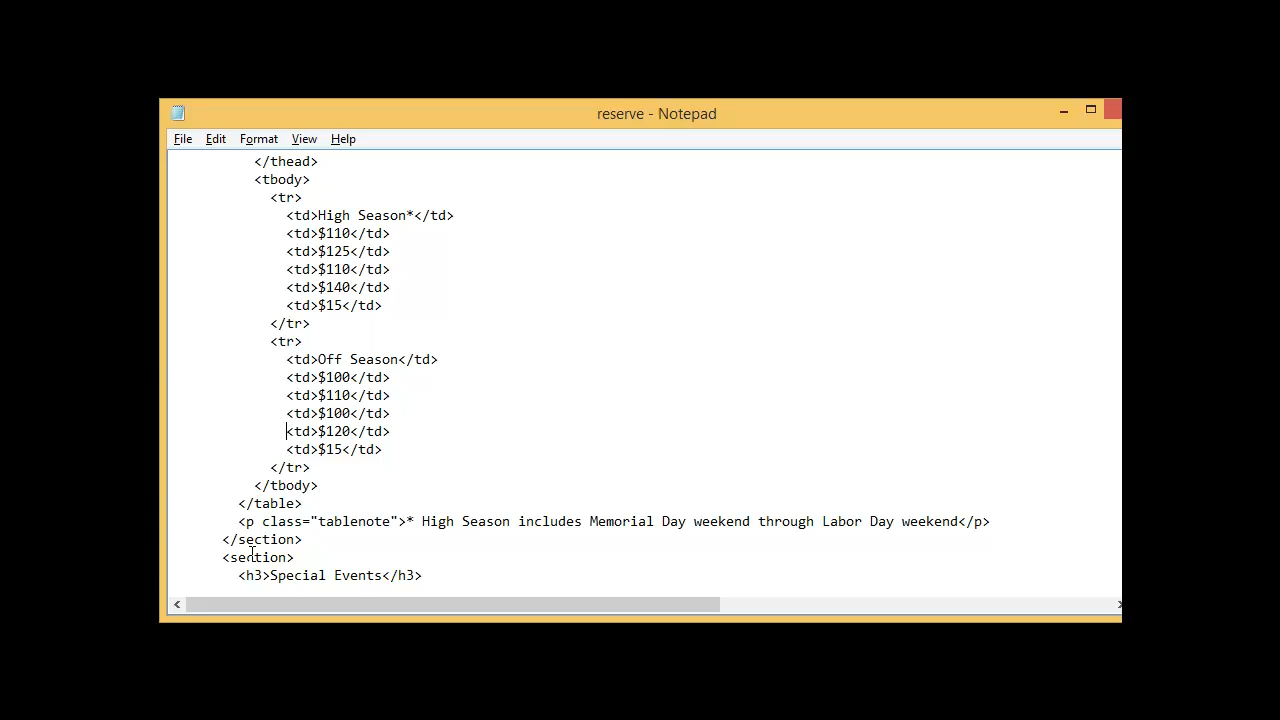 reserve - Notepad
File Edit Format View Help
</thead>
<tbody>
<tr>
<td>High Season*</td>
<td>$110</td>
<td>$125</td>
<td>$110</td>
<td>$140</td>
<td>$15</td>
</tr>
<tr>
<td>Off Season</td>
<td>$100</td>
<td>$110</td>
<td>$100</td>
<td>$120</td>
<td>$15</td>
</tr>
</tbody>
</table>
<p class="tablenote">* High Season includes Memorial Day weekend through Labor Day weekend</p>
</section>
<section>
<h3>Special Events</h3>